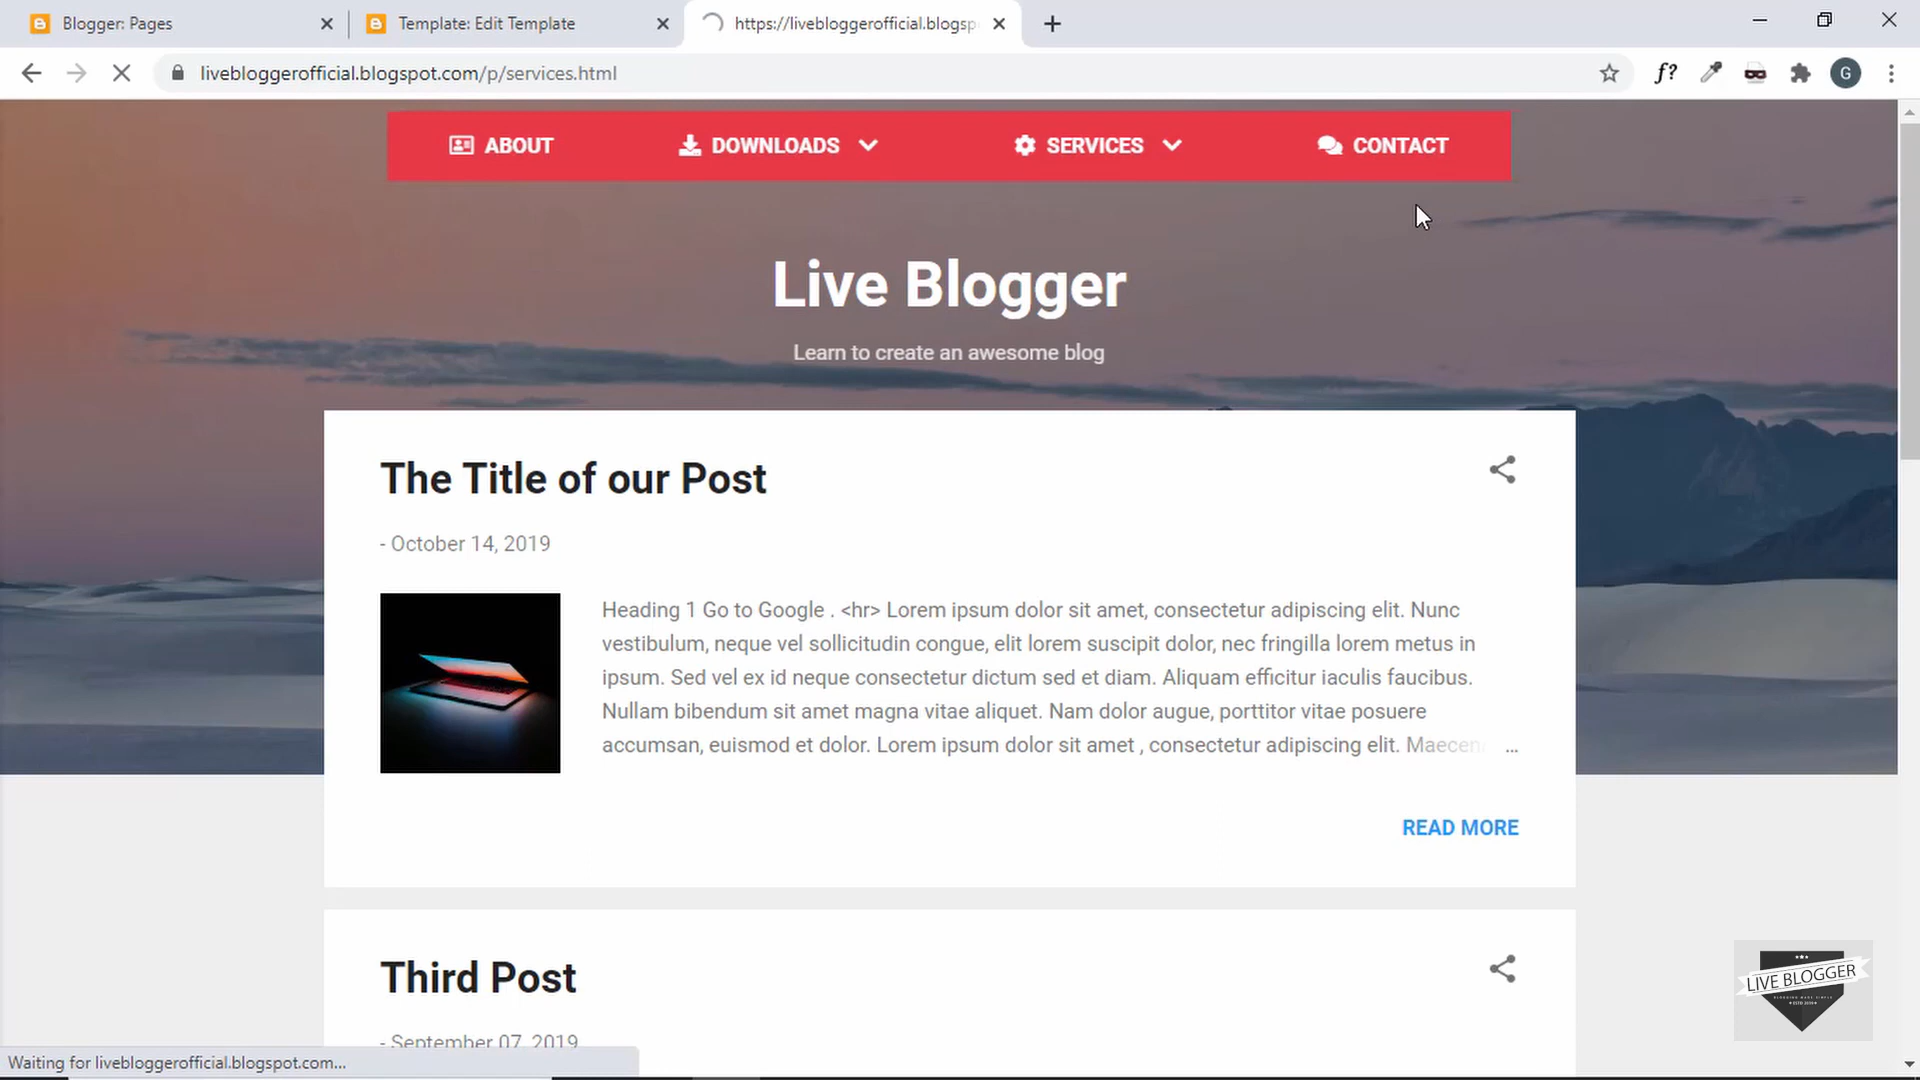 Blogger: Pages
Template: Edit Template
https://livebloggerofficial.blogsp
livebloggerofficial.blogspot.com/p/services.html
f?
G
ABOUT
DOWNLOADS
SERVICES
CONTACT
Live Blogger
Learn to create an awesome blog
The Title of our Post
- October 14, 2019
Heading 1 Go to Google . <hr> Lorem ipsum dolor sit amet, consectetur adipiscing elit. Nunc
vestibulum, neque vel sollicitudin congue, elit lorem suscipit dolor, nec fringilla lorem metus in
ipsum. Sed vel ex id neque consectetur dictum sed et diam. Aliquam efficitur iaculis faucibus.
Nullam bibendum sit amet magna vitae aliquet. Nam dolor augue, porttitor vitae posuere
accumsan, euismod et dolor. Lorem ipsum dolor sit amet , consectetur adipiscing elit. Maecen ...
READ MORE
Third Post
- September 07, 2019
LIVE BLOGGER
Waiting for livebloggerofficial.blogspot.com...